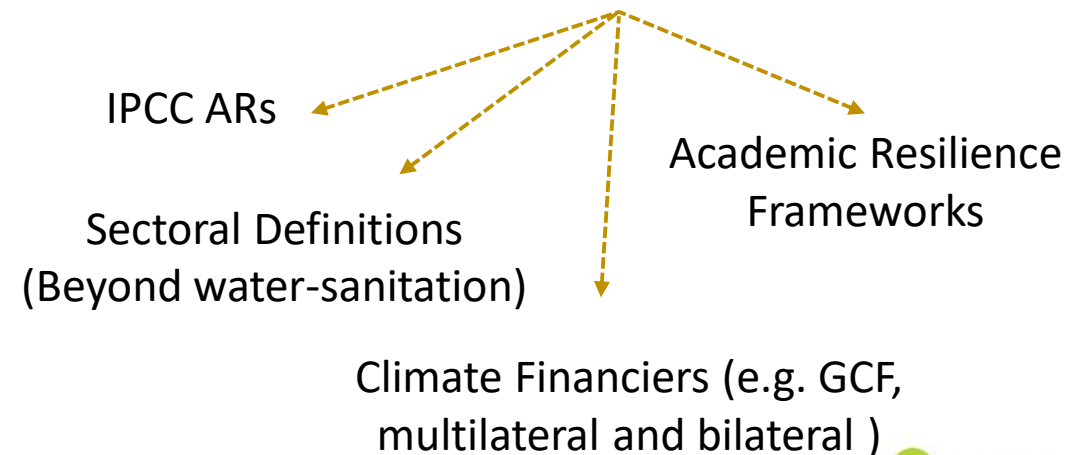 IPCC ARs
Academic Resilience
Frameworks
Sectoral Definitions
(Beyond water-sanitation)
Climate Financiers (e.g. GCF,
multilateral and bilateral )